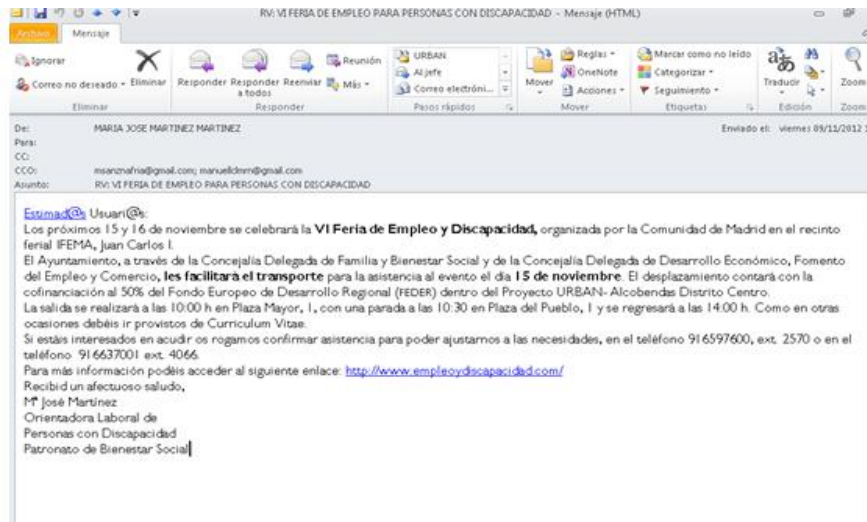 RV: VI FERIA DE EMPLEO PARA PERSONAS CON DISCAPACIDAD - Mensaje (HTML)
Archivo Mensaje
Ignorar
Correo no deseado
Eliminar
Responder
Responder a todos
Reenviar
Reunión
Más
URBAN
Al jefe
Correo electróni...
Mover
Reglas
OneNote
Acciones
Marcar como no leído
Categorizar
Seguimiento
Traducir
Zoom
Eliminar Responder Pasos rápidos Mover Etiquetas Edición Zoom
De: MARIA JOSE MARTINEZ MARTINEZ Enviado el: viernes 09/11/2012
Para:
CC:
CCO: msanznafria@gmail.com;
Asunto: RV: VI FERIA DE EMPLEO PARA PERSONAS CON DISCAPACIDAD
Estimad@s Usuari@s:
Los próximos 15 y 16 de noviembre se celebrará la VI Feria de Empleo y Discapacidad, organizada por la Comunidad de Madrid en el recinto
ferial IFEMA, Juan Carlos I.
El Ayuntamiento, a través de la Concejalía Delegada de Familia y Bienestar Social y de la Concejalía Delegada de Desarrollo Económico, Fomento
del Empleo y Comercio, les facilitará el transporte para la asistencia al evento el día 15 de noviembre. El desplazamiento contará con la
cofinanciación al 50% del Fondo Europeo de Desarrollo Regional (FEDER) dentro del Proyecto URBAN- Alcobendas Distrito Centro.
La salida se realizará a las 10:00 h en Plaza Mayor, 1, con una parada a las 10:30 en Plaza del Pueblo, 1 y se regresará a las 14:00 h. Como en otras
ocasiones debéis ir provistos de Curriculum Vitae.
Si estáis interesados en acudir os rogamos confirmar asistencia para poder ajustarnos a las necesidades, en el teléfono 916597600, ext. 2570 o en el
teléfono 916637001 ext. 4066.
Para más información podéis acceder al siguiente enlace: http://www.empleoydiscapacidad.com/
Recibid un afectuoso saludo,
Mª José Martínez
Orientadora Laboral de
Personas con Discapacidad
Patronato de Bienestar Social